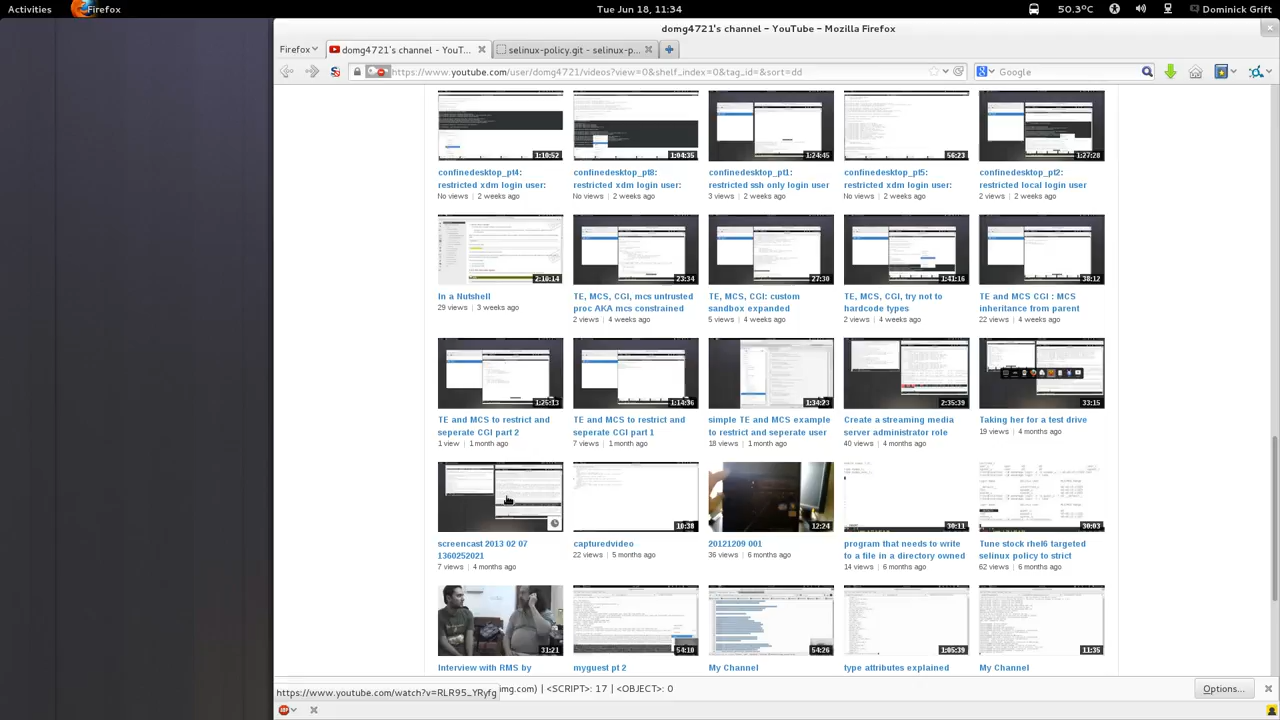 Activities Firefox Tue Jun 18, 11:34 50.3°C Dominick Grift
domg4721's channel - YouTube - Mozilla Firefox
Firefox domg4721's channel - YouT... selinux-policy.git - selinux-p...
https://www.youtube.com/user/domg4721/videos?view=0&shelf_index=0&tag_id=&sort=dd Google
1:10:52 1:04:35 1:24:45 56:23 1:27:28
confinedesktop_pt4: confinedesktop_pt8: confinedesktop_pt1: confinedesktop_pt5: confinedesktop_pt2:
restricted xdm login user: restricted xdm login user: restricted ssh only login user restricted xdm login user: restricted local login user
No views 2 weeks ago No views 2 weeks ago 3 views 2 weeks ago No views 2 weeks ago 2 views 2 weeks ago
2:10:14 23:34 27:30 1:41:16 38:12
In a Nutshell TE, MCS, CGI, mcs untrusted TE, MCS, CGI: custom TE, MCS, CGI, try not to TE and MCS CGI : MCS
proc AKA mcs constrained sandbox expanded hardcode types inheritance from parent
29 views 3 weeks ago 2 views 4 weeks ago 5 views 4 weeks ago 2 views 4 weeks ago 22 views 4 weeks ago
1:25:13 1:14:36 1:34:23 2:35:39 33:15
TE and MCS to restrict and TE and MCS to restrict and simple TE and MCS example Create a streaming media Taking her for a test drive
seperate CGI part 2 seperate CGI part 1 to restrict and seperate user server administrator role
1 view 1 month ago 7 views 1 month ago 18 views 1 month ago 40 views 4 months ago 19 views 4 months ago
10:38 12:24 30:11 30:03
screencast 2013 02 07 capturedvideo 20121209 001 program that needs to write Tune stock rhel6 targeted
1360252021 to a file in a directory owned selinux policy to strict
7 views 4 months ago 22 views 5 months ago 36 views 6 months ago 14 views 6 months ago 62 views 6 months ago
31:21 54:10 54:26 1:05:39 11:35
Interview with RMS by myguest pt 2 My Channel type attributes explained My Channel
http://www.youtube.com/watch?v=RLR95_YRyfg img.com) | <SCRIPT>: 17 | <OBJECT>: 0 Options...